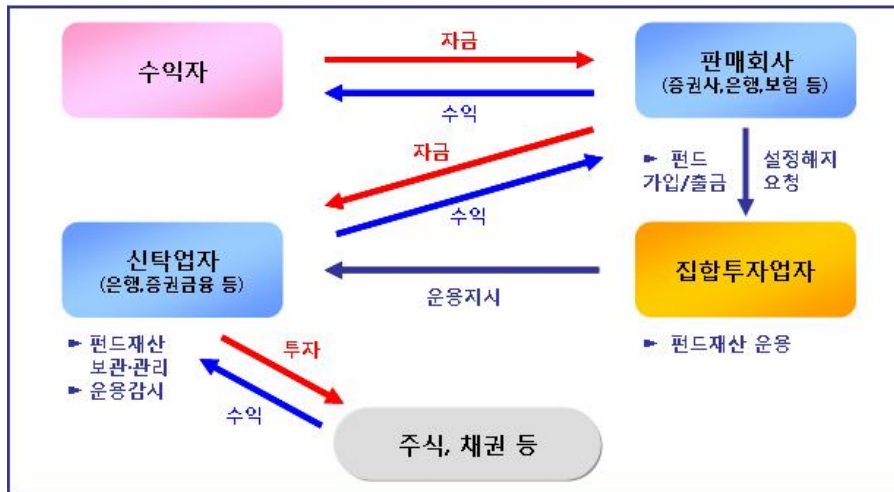 자금
수익자
판매회사
(증권사,은행,보험 등)
수익
자금
► 펀드
가입/출금
설정해지
요청
수익
신탁업자
(은행,증권금융 등)
집합투자업자
운용지시
► 펀드재산
보관·관리
► 운용감시
투자
► 펀드재산 운용
수익
주식, 채권 등